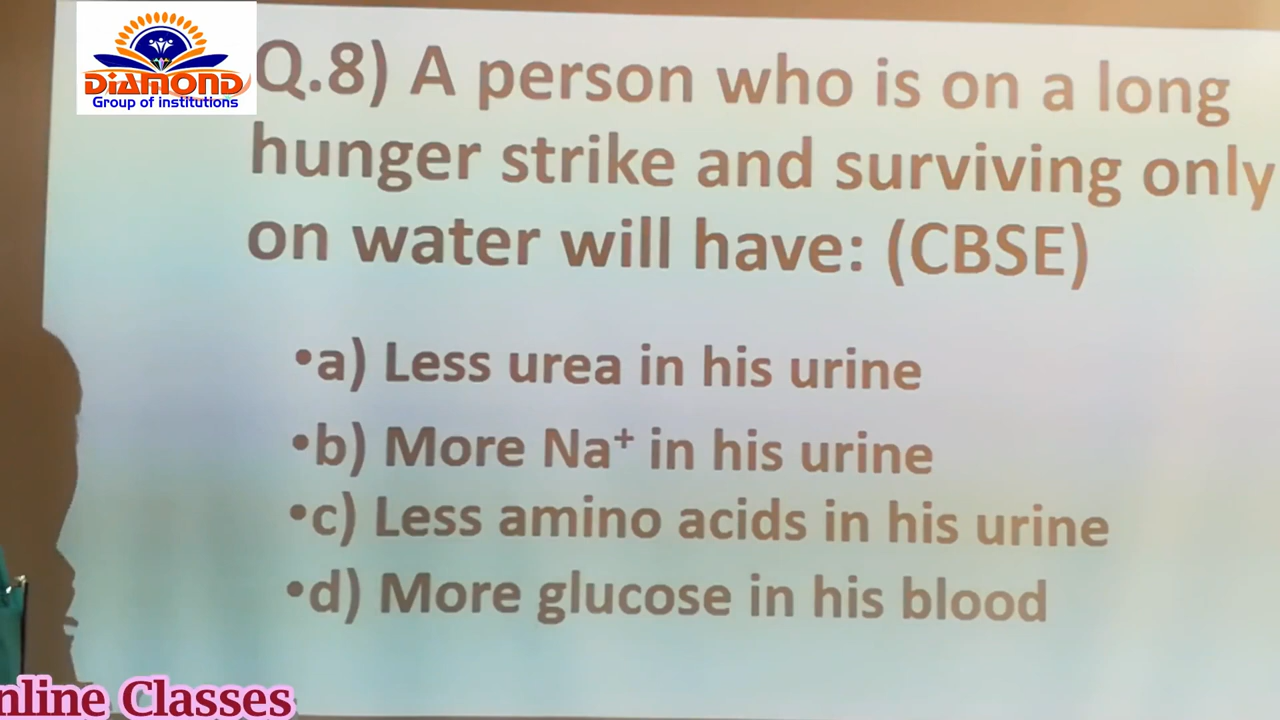 DIAMOND
Group of institutions
Q.8) A person who is on a long
hunger strike and surviving only
on water will have: (CBSE)
•a) Less urea in his urine
•b) More Na⁺ in his urine
•c) Less amino acids in his urine
•d) More glucose in his blood
nline Classes